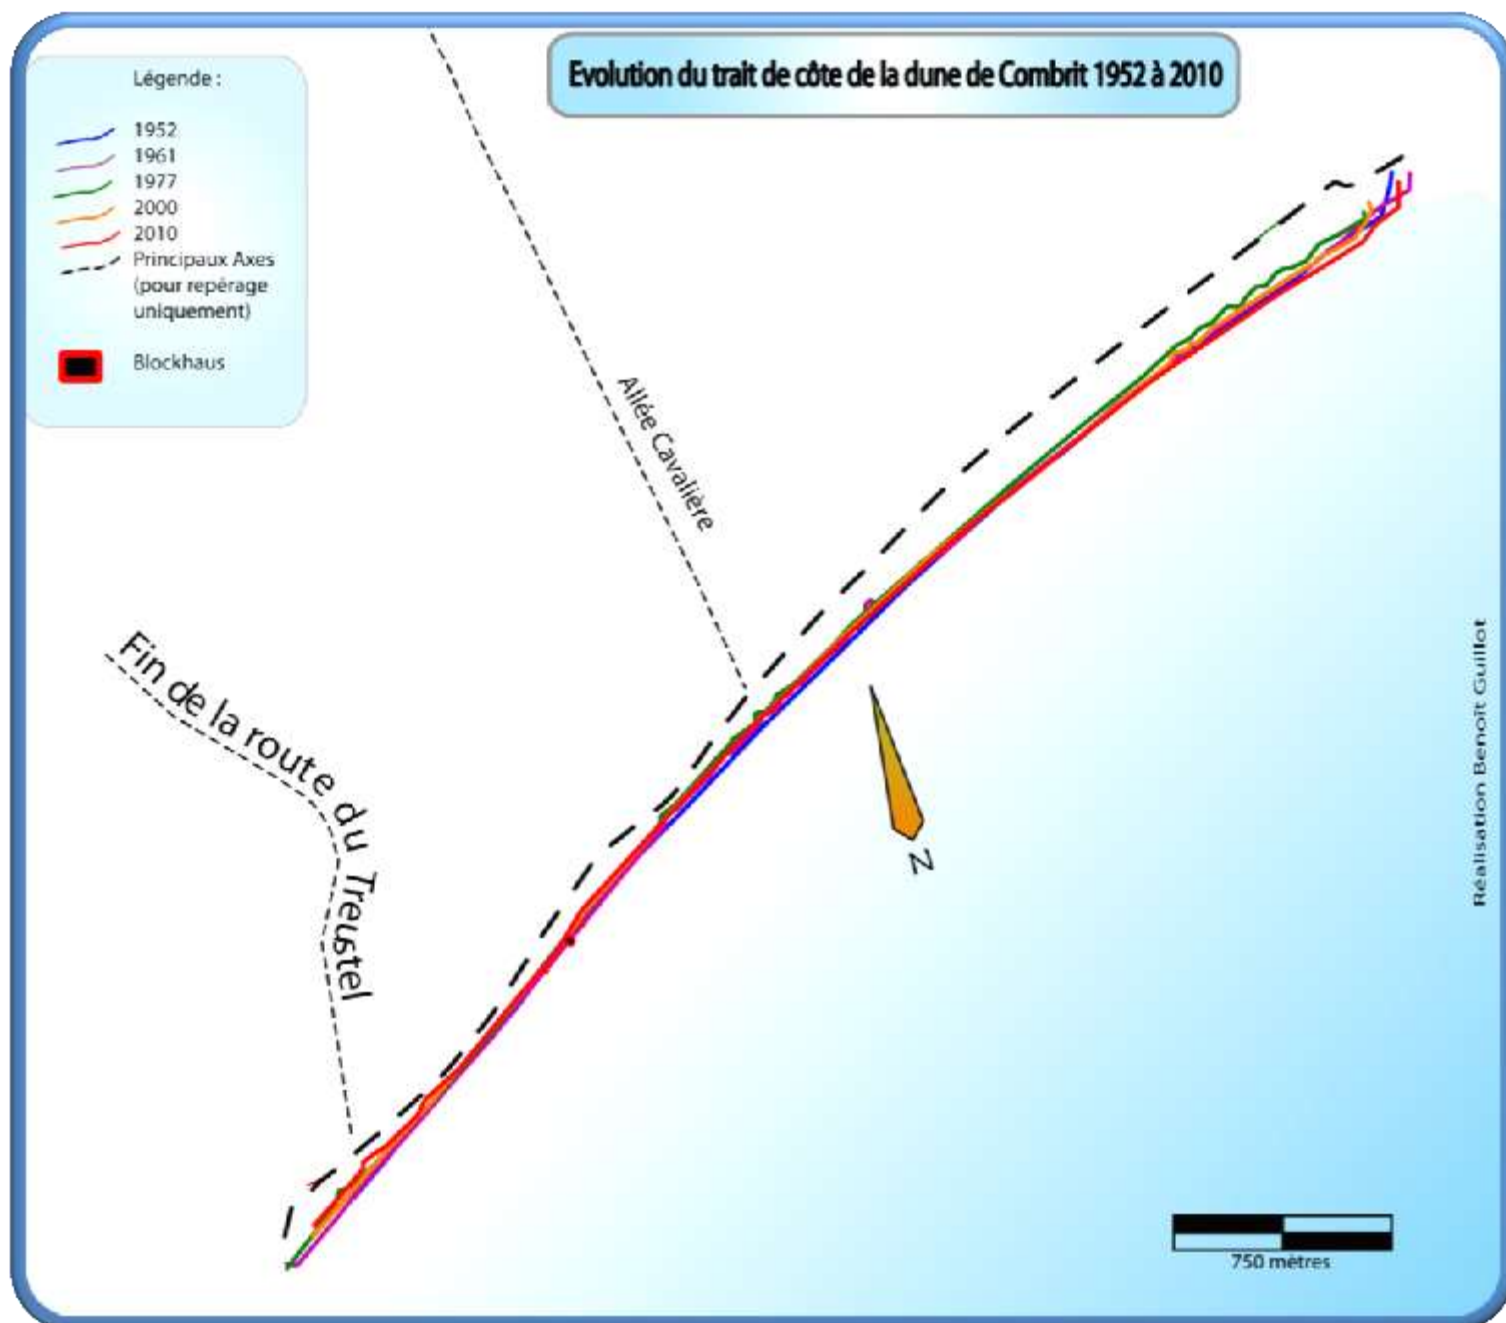 Evolution du trait de côte de la dune de Combrit 1952 à 2010
Légende :
1952
1961
1977
2000
2010
Principaux Axes
(pour repérage
uniquement)
Blockhaus
Allée Cavalière
Fin de la route du Treustel
N
Réalisation Benoît Guillot
750 mètres